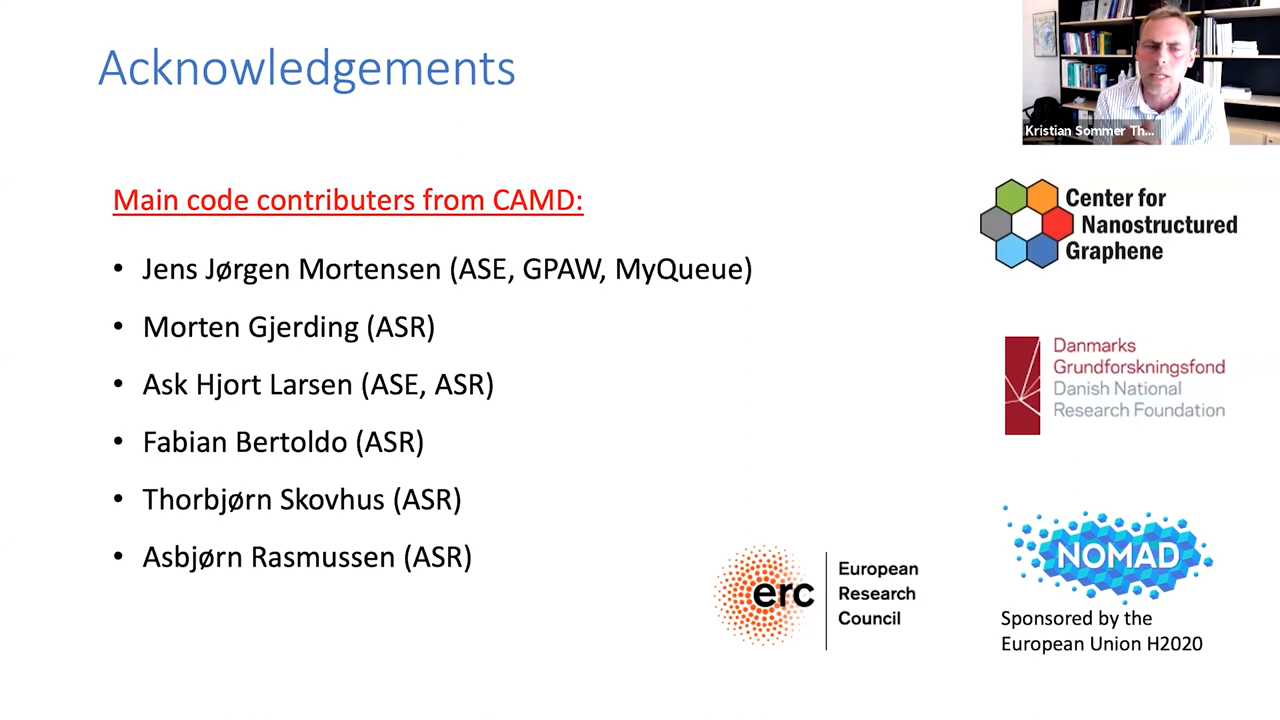 Acknowledgements
Kristian Sommer Th...
Main code contributers from CAMD:
• Jens Jørgen Mortensen (ASE, GPAW, MyQueue)
• Morten Gjerding (ASR)
• Ask Hjort Larsen (ASE, ASR)
• Fabian Bertoldo (ASR)
• Thorbjørn Skovhus (ASR)
• Asbjørn Rasmussen (ASR)
Center for
Nanostructured
Graphene
Danmarks
Grundforskningsfond
Danish National
Research Foundation
erc
European
Research
Council
NOMAD
Sponsored by the
European Union H2020